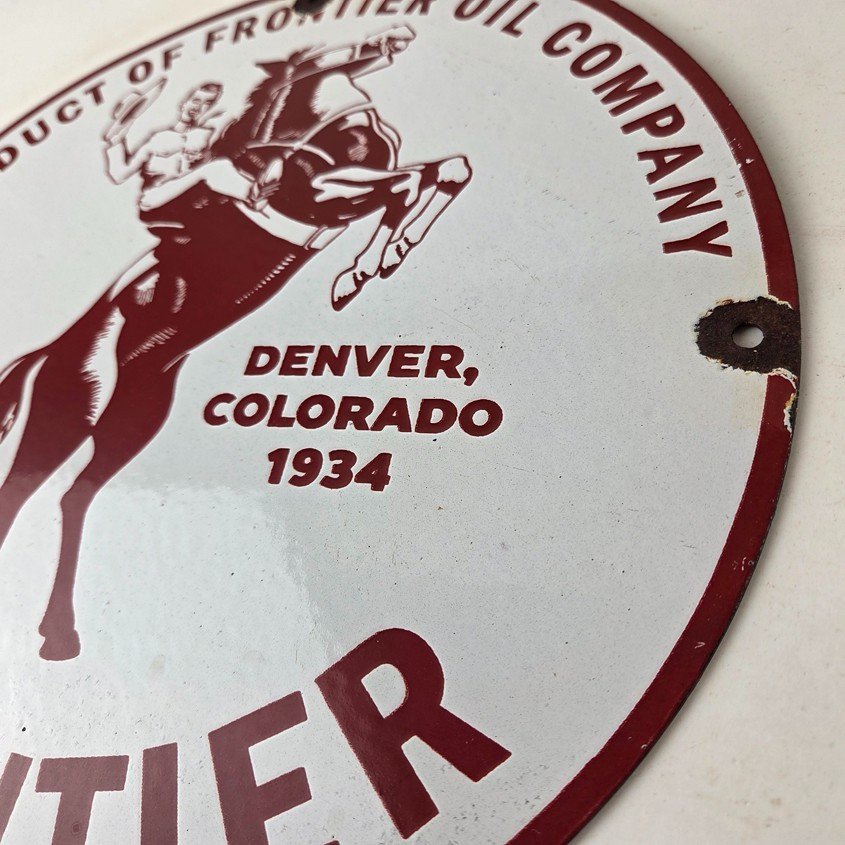 DUCT OF FRONTIER OIL COMPANY
DENVER,
COLORADO
1934
TIER